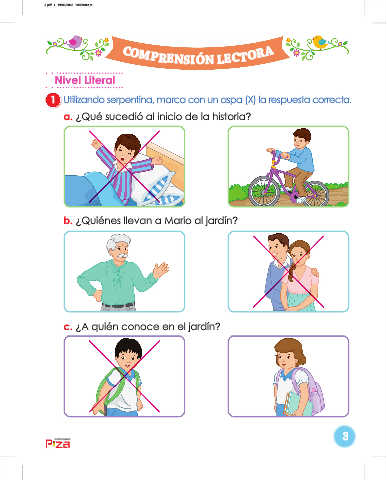 COMPRENSIÓN LECTORA
Nivel Literal
1 Utilizando serpentina, marca con un aspa (X) la respuesta correcta.
a. ¿Qué sucedió al inicio de la historia?
b. ¿Quiénes llevan a Mario al jardín?
c. ¿A quién conoce en el jardín?
3
PIZA